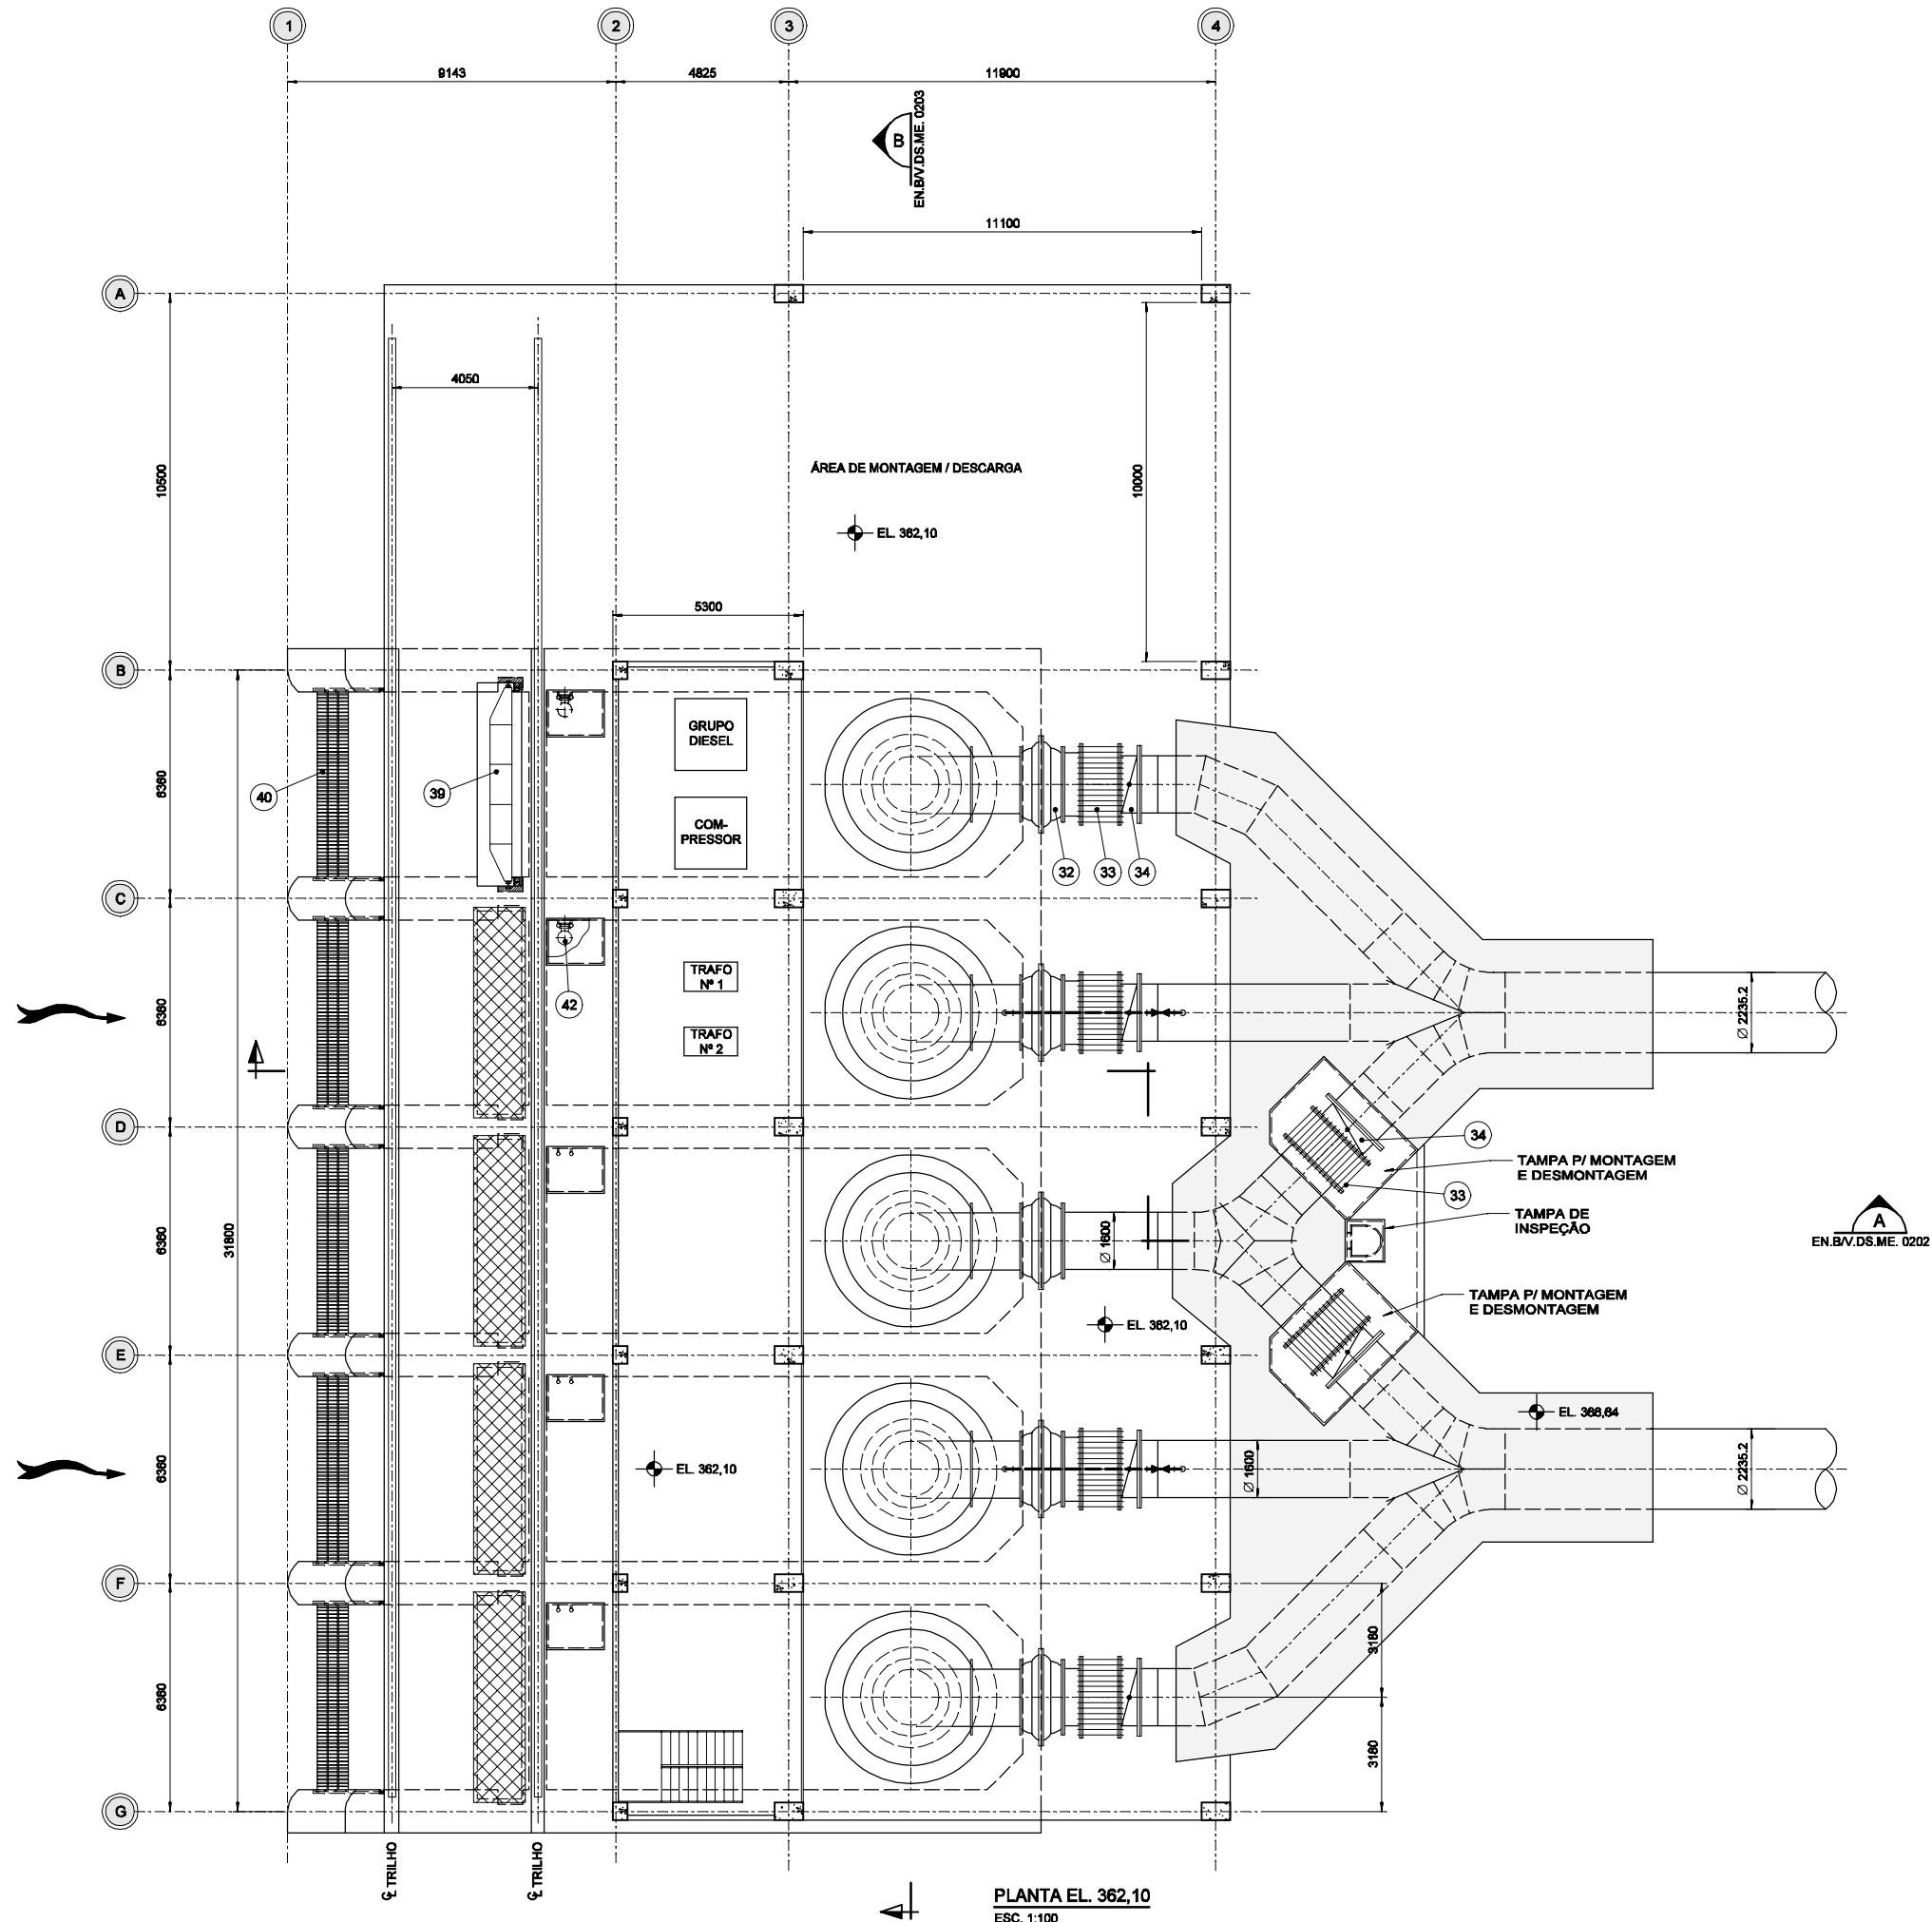 1
2
3
4
9143
4825
11900
B
EN.B/V.DS.ME. 0203
11100
A
4050
10500
ÁREA DE MONTAGEM / DESCARGA
10000
EL. 362,10
5300
B
GRUPO
DIESEL
6360
40
39
COM-
PRESSOR
32
33
34
C
TRAFO
Nº 1
42
6360
TRAFO
Nº 2
Ø 2235.2
D
34
TAMPA P/ MONTAGEM
E DESMONTAGEM
33
TAMPA DE
INSPEÇÃO
A
EN.B/V.DS.ME. 0202
6360
31800
Ø 1600
TAMPA P/ MONTAGEM
E DESMONTAGEM
EL. 362,10
E
EL. 366,64
6360
EL. 362,10
Ø 1600
Ø 2235.2
F
3180
6360
3180
G
℄ TRILHO
℄ TRILHO
PLANTA EL. 362,10
ESC. 1:100